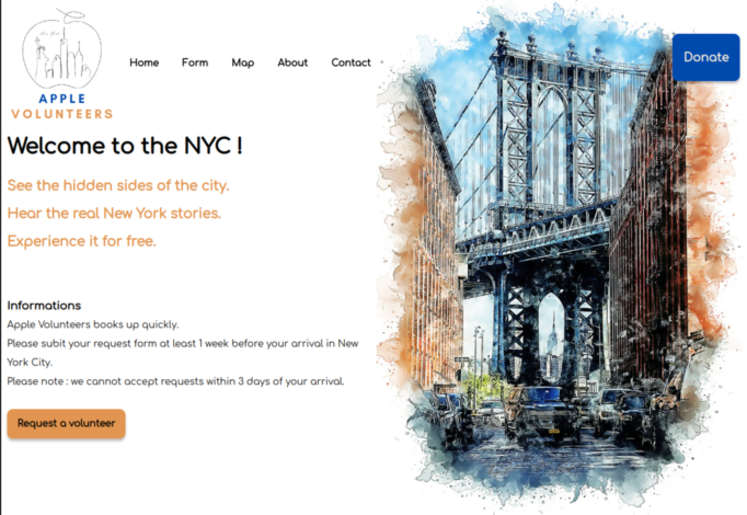 APPLE
VOLUNTEERS
Home Form Map About Contact
Donate
Welcome to the NYC !
See the hidden sides of the city.
Hear the real New York stories.
Experience it for free.
Informations
Apple Volunteers books up quickly.
Please subit your request form at least 1 week before your arrival in New
York City.
Please note : we cannot accept requests within 3 days of your arrival.
Request a volunteer